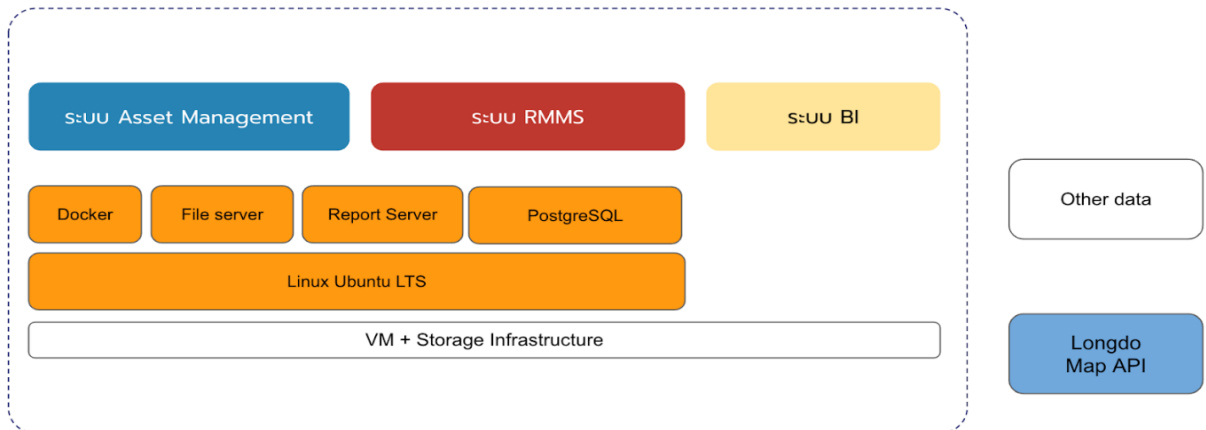 ระบบ Asset Management
ระบบ RMMS
ระบบ BI
Docker
File server
Report Server
PostgreSQL
Linux Ubuntu LTS
VM + Storage Infrastructure
Other data
Longdo
Map API